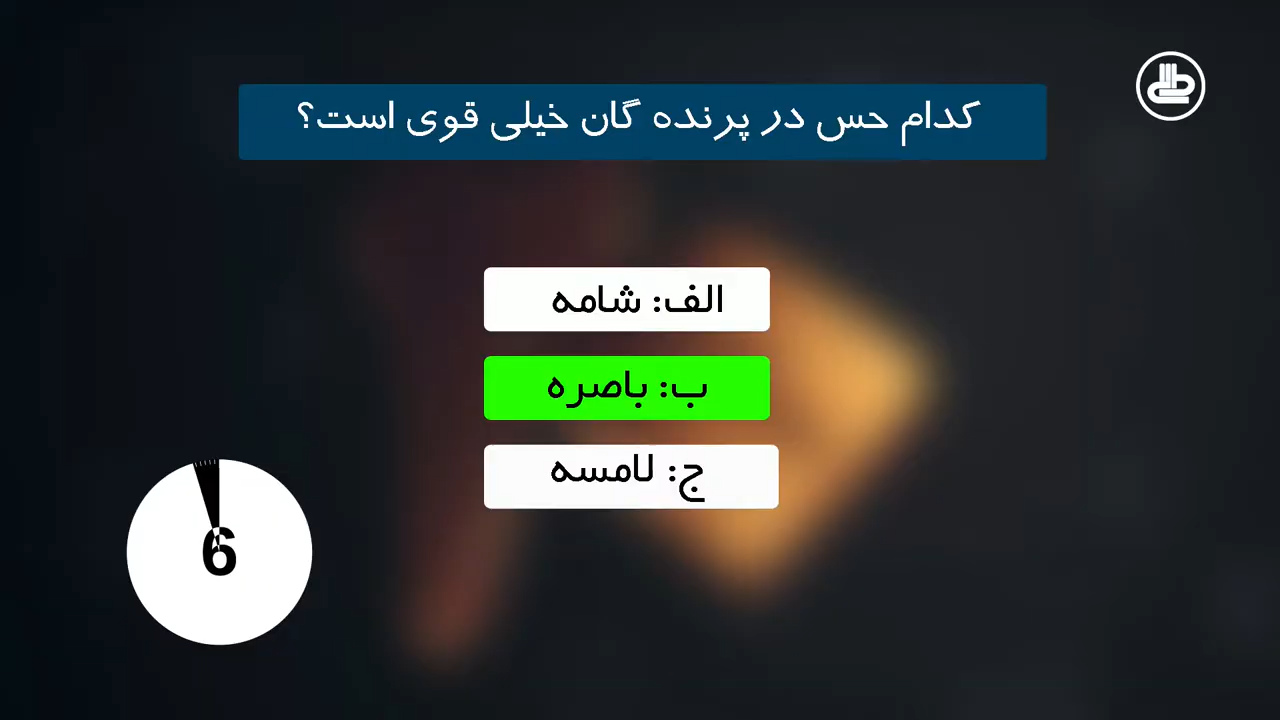 کدام حس در پرنده گان خیلی قوی است؟
الف: شامه
ب: باصره
ج: لامسه
6